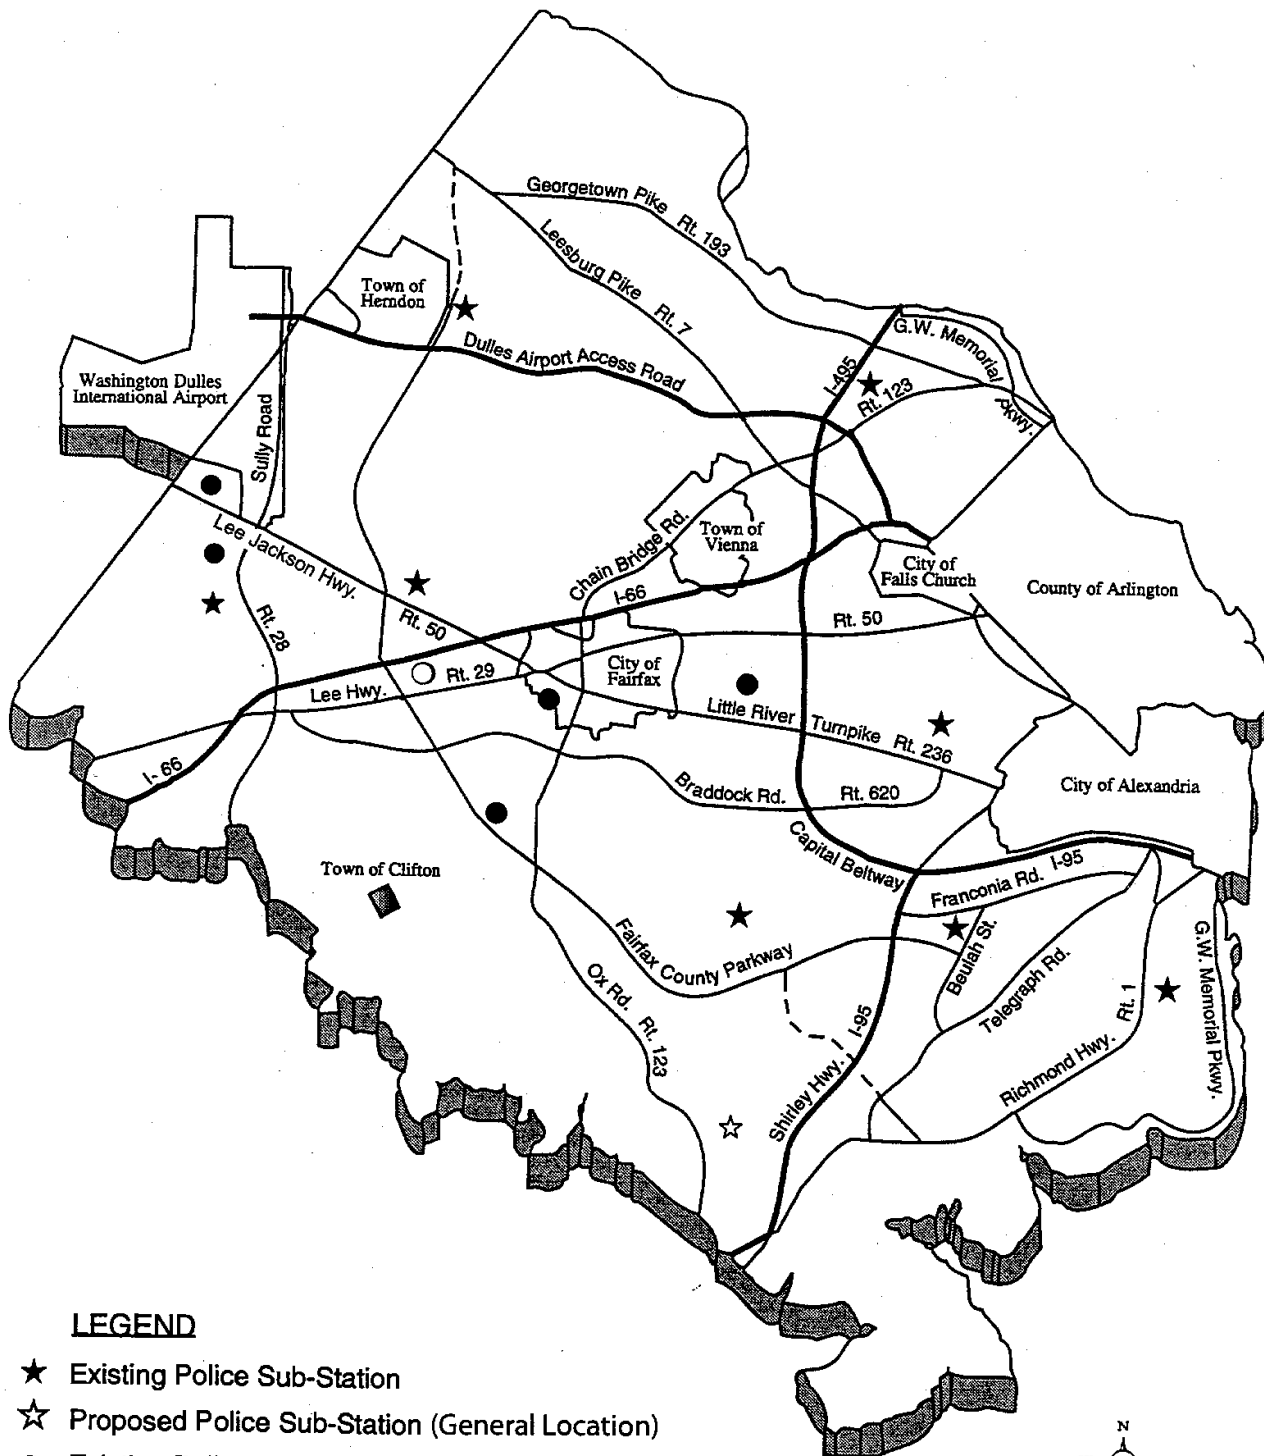 Georgetown Pike Rt. 193
Leesburg Pike Rt. 7
Town of
Herndon
G.W. Memorial Pkwy.
Dulles Airport Access Road
I-495
Rt. 123
Washington Dulles
International Airport
Sully Road
Lee Jackson Hwy.
Rt. 50
Chain Bridge Rd.
Town of
Vienna
City of
Falls Church
County of Arlington
I-66
Rt. 50
Rt. 28
City of
Fairfax
Lee Hwy.
Rt. 29
Little River Turnpike Rt. 236
I-66
Braddock Rd.
Rt. 620
City of Alexandria
Capital Beltway
I-95
Town of Clifton
Franconia Rd.
Fairfax County Parkway
Beulah St.
G.W. Memorial Pkwy.
Ox Rd. Rt. 123
Telegraph Rd.
Rt. 1
I-95
Shirley Hwy.
Richmond Hwy.
LEGEND
Existing Police Sub-Station
Proposed Police Sub-Station (General Location)
N